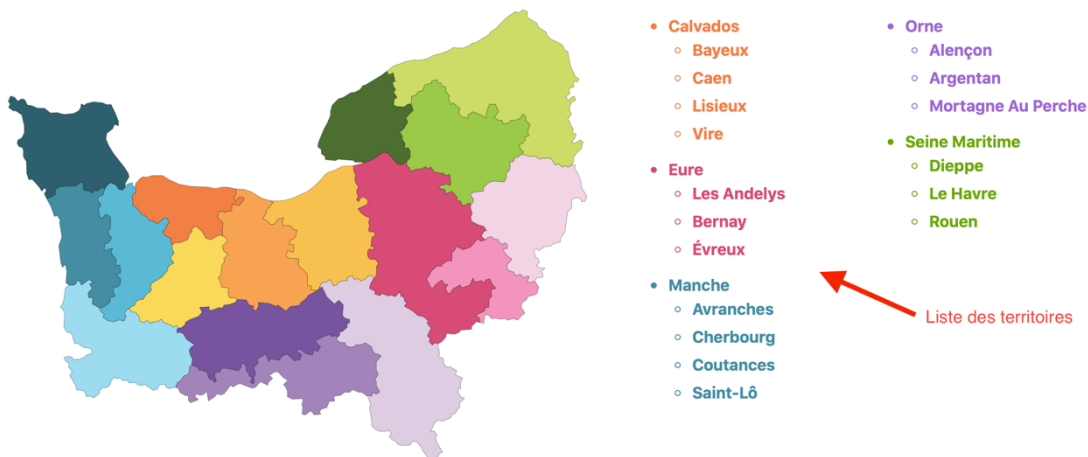 Calvados
Bayeux
Caen
Lisieux
Vire
Eure
Les Andelys
Bernay
Évreux
Manche
Avranches
Cherbourg
Coutances
Saint-Lô
Orne
Alençon
Argentan
Mortagne Au Perche
Seine Maritime
Dieppe
Le Havre
Rouen
Liste des territoires